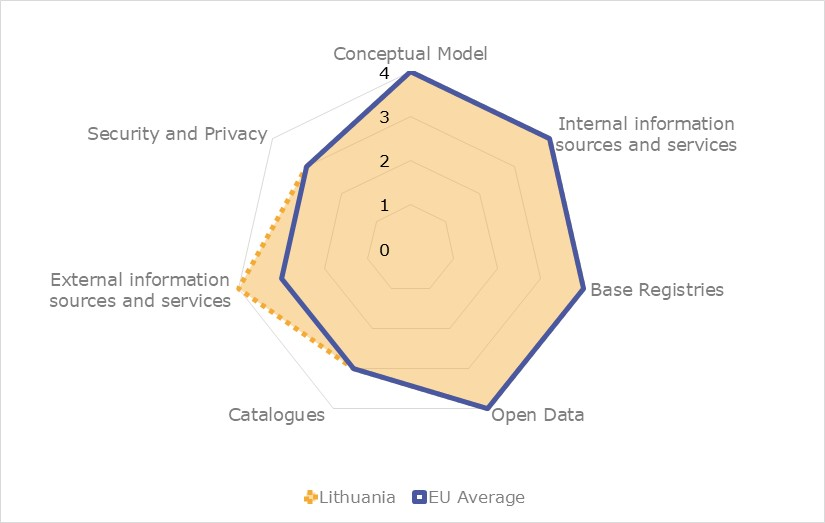 Conceptual Model
4
3
2
1
0
Internal information
sources and services
Base Registries
Open Data
Catalogues
External information
sources and services
Security and Privacy
Lithuania
EU Average